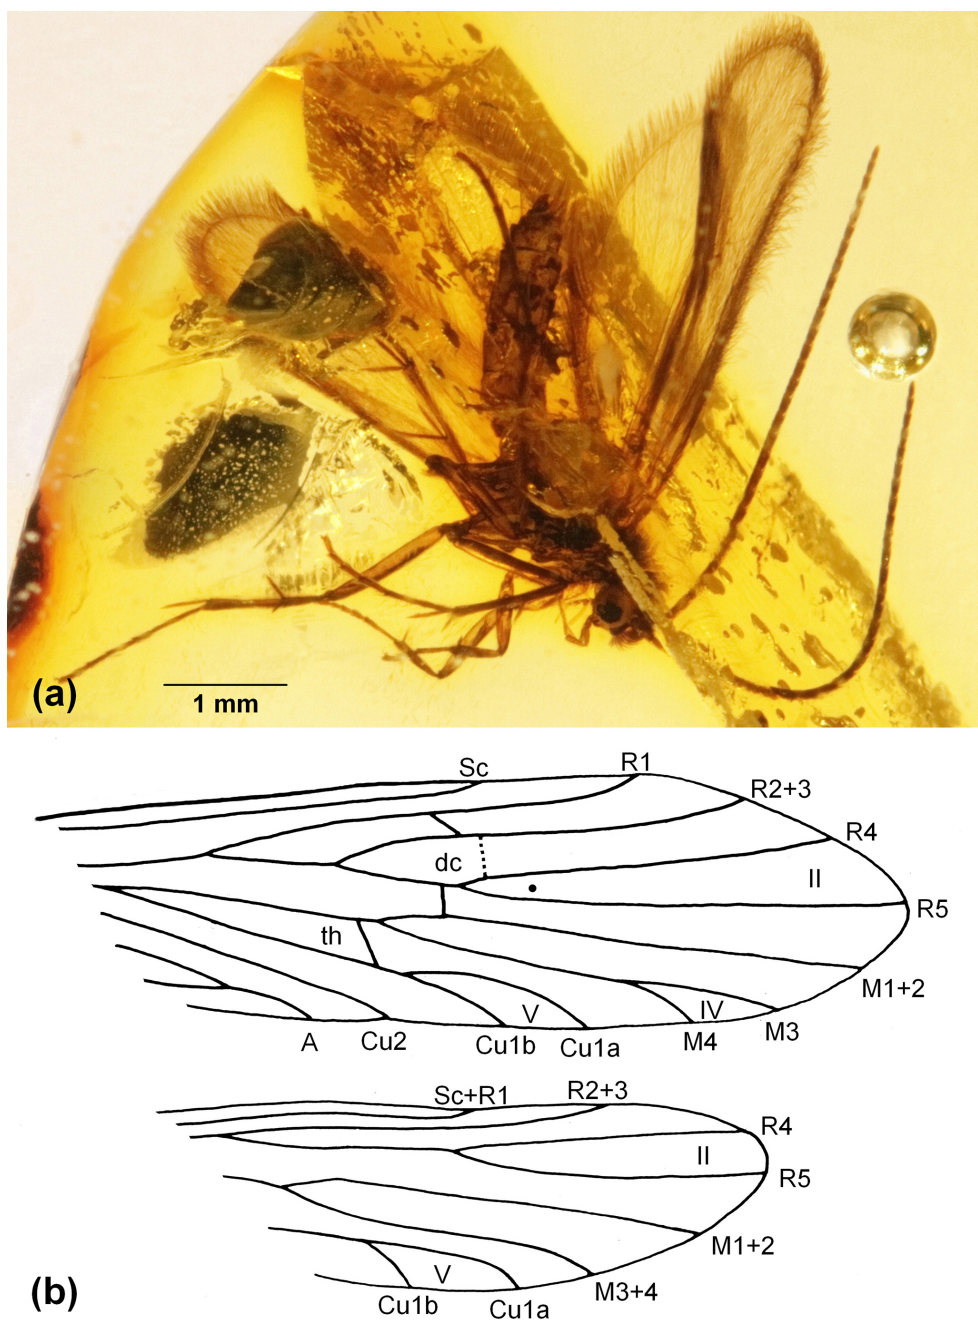 (a)
1 mm
Sc
R1
R2+3
R4
dc
II
R5
th
M1+2
V
IV
M3
A
Cu2
Cu1b
Cu1a
M4
Sc+R1
R2+3
R4
II
R5
M1+2
V
M3+4
Cu1b
Cu1a
(b)